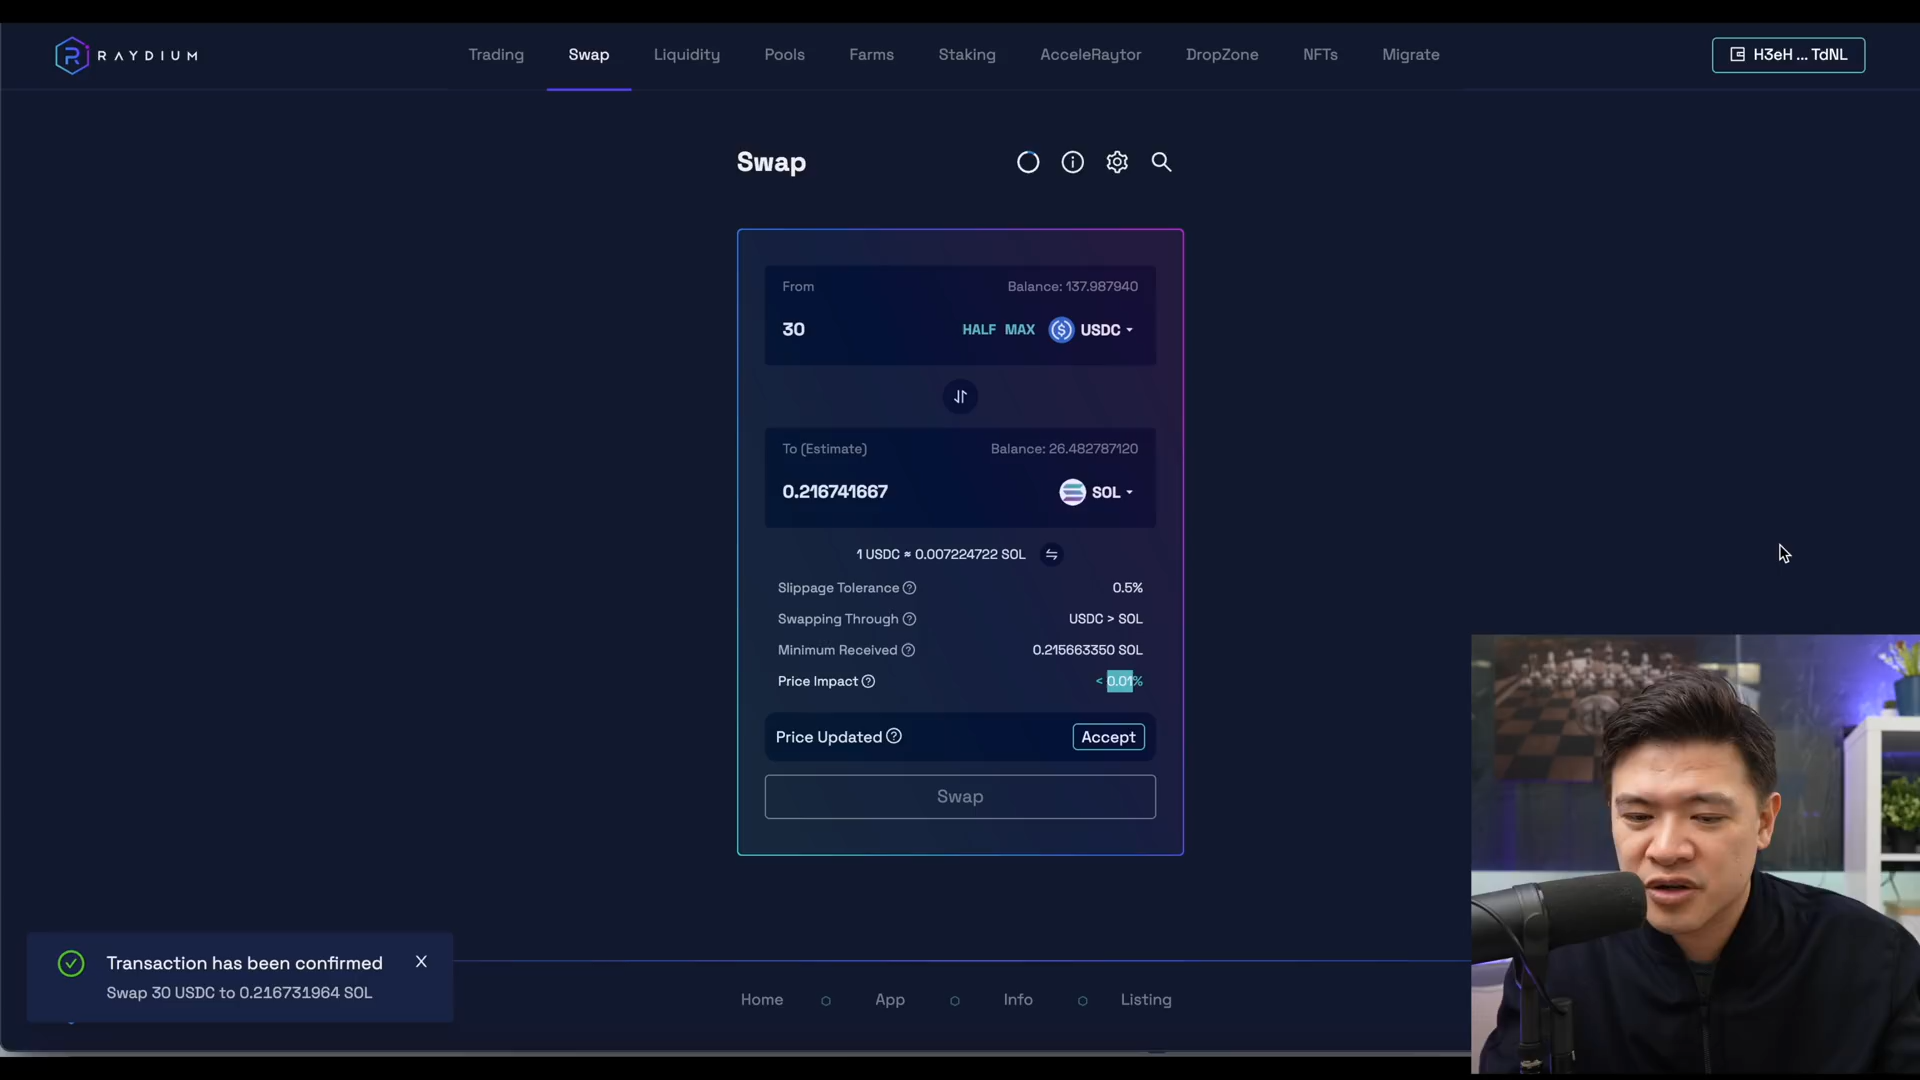 RAYDIUM
Trading Swap Liquidity Pools Farms Staking AcceleRaytor DropZone NFTs Migrate
H3eH ... TdNL
Swap
From
Balance: 137.987940
30
HALF MAX
USDC
To (Estimate)
Balance: 26.482787120
0.216741667
SOL
1 USDC ≈ 0.007224722 SOL
Slippage Tolerance
0.5%
Swapping Through
USDC > SOL
Minimum Received
0.215663350 SOL
Price Impact
< 0.01%
Price Updated
Accept
Swap
Transaction has been confirmed
X
Swap 30 USDC to 0.216731964 SOL
Home App Info Listing